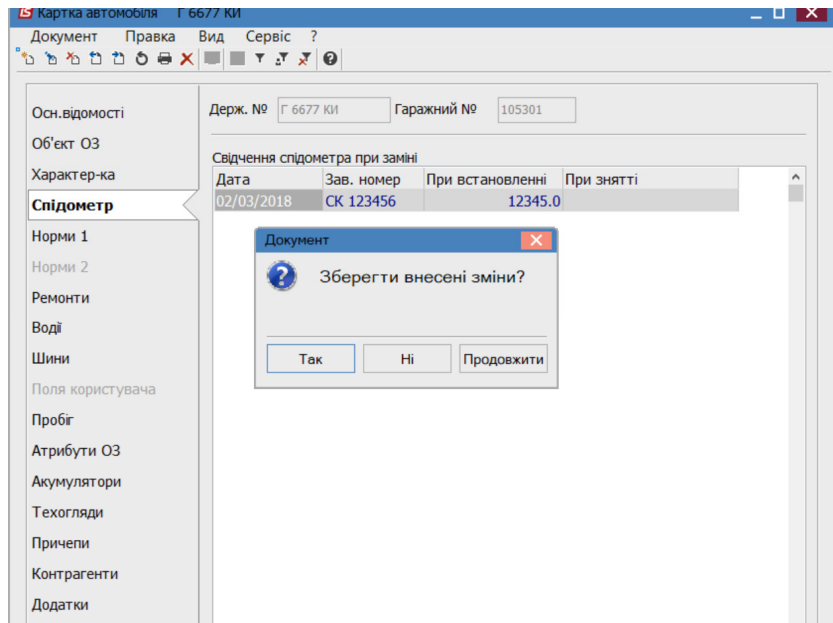 Картка автомобіля Г 6677 КИ
Документ Правка Вид Сервіс ?
Держ. № Г 6677 КИ Гаражний № 105301
Осн.відомості
Об'єкт ОЗ
Характер-ка
Спідометр
Норми 1
Норми 2
Ремонти
Водії
Шини
Поля користувача
Пробіг
Атрибути ОЗ
Акумулятори
Техогляди
Причепи
Контрагенти
Додатки
Свідчення спідометра при заміні
Дата Зав. номер При встановленні При знятті
02/03/2018 СК 123456 12345.0
Документ
Зберегти внесені зміни?
Так Ні Продовжити